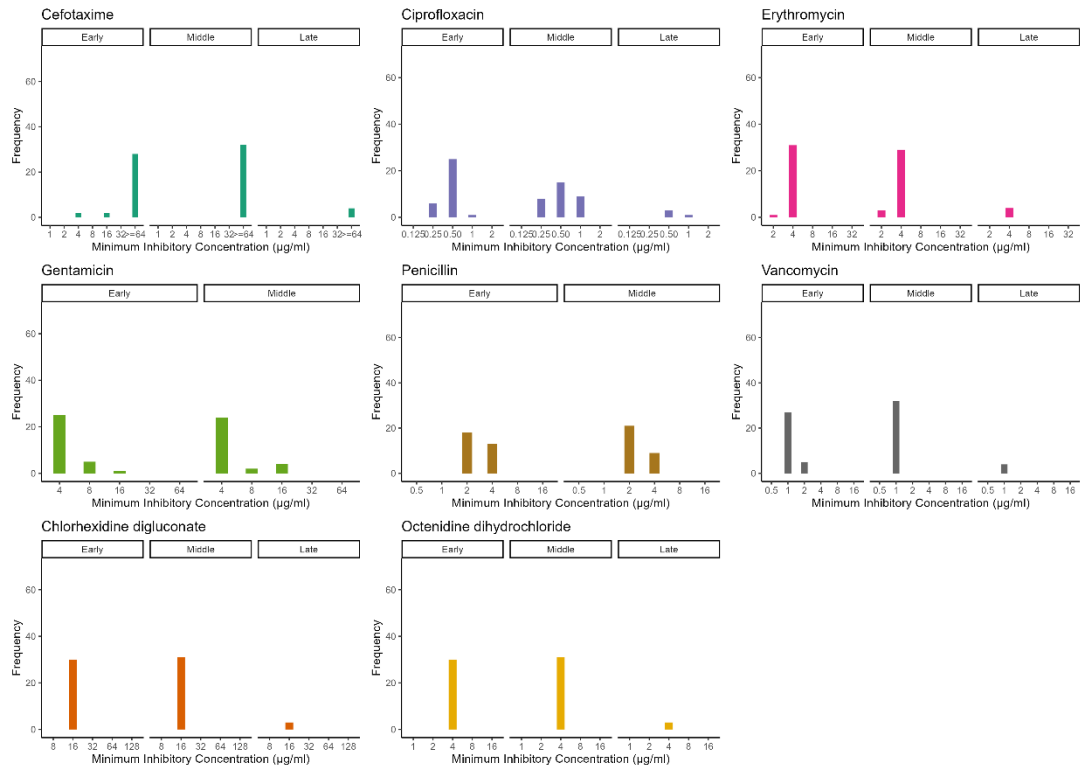 Cefotaxime
Early Middle Late
Frequency
60
40
20
0
1 2 4 8 16 32>=64 1 2 4 8 16 32>=64 1 2 4 8 16 32>=64
Minimum Inhibitory Concentration (μg/ml)
Ciprofloxacin
Early Middle Late
Frequency
60
40
20
0
0.125 0.25 0.50 1 2 0.125 0.25 0.50 1 2 0.125 0.25 0.50 1 2
Minimum Inhibitory Concentration (μg/ml)
Erythromycin
Early Middle Late
Frequency
60
40
20
0
2 4 8 16 32 2 4 8 16 32 2 4 8 16 32
Minimum Inhibitory Concentration (μg/ml)
Gentamicin
Early Middle
Frequency
60
40
20
0
4 8 16 32 64 4 8 16 32 64
Minimum Inhibitory Concentration (μg/ml)
Penicillin
Early Middle
Frequency
60
40
20
0
0.5 1 2 4 8 16 0.5 1 2 4 8 16
Minimum Inhibitory Concentration (μg/ml)
Vancomycin
Early Middle Late
Frequency
60
40
20
0
0.5 1 2 4 8 16 0.5 1 2 4 8 16 0.5 1 2 4 8 16
Minimum Inhibitory Concentration (μg/ml)
Chlorhexidine digluconate
Early Middle Late
Frequency
60
40
20
0
8 16 32 64 128 8 16 32 64 128 8 16 32 64 128
Minimum Inhibitory Concentration (μg/ml)
Octenidine dihydrochloride
Early Middle Late
Frequency
60
40
20
0
1 2 4 8 16 1 2 4 8 16 1 2 4 8 16
Minimum Inhibitory Concentration (μg/ml)